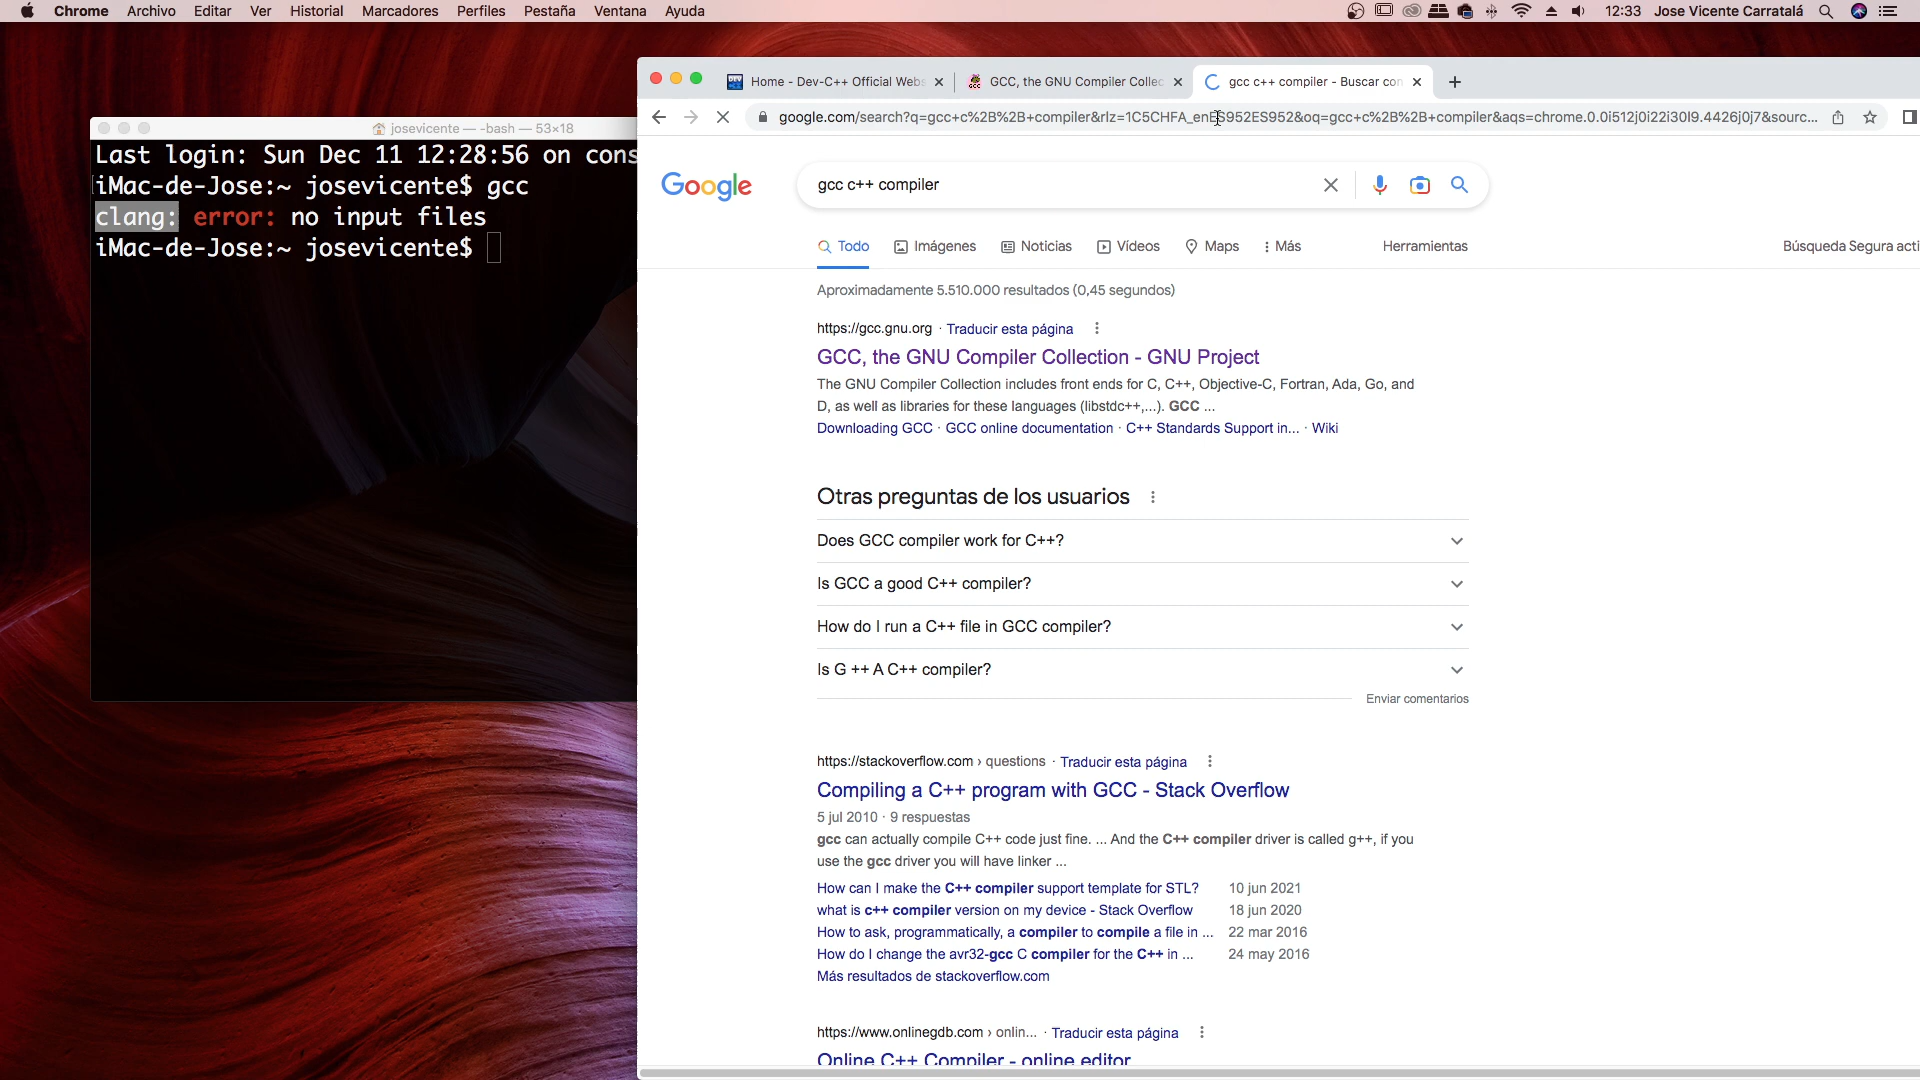 Chrome Archivo Editar Ver Historial Marcadores Perfiles Pestaña Ventana Ayuda 12:33 Jose Vicente Carratalá
josevicente — -bash — 53×18
Last login: Sun Dec 11 12:28:56 on cons
iMac-de-Jose:~ josevicente$ gcc
clang: error: no input files
iMac-de-Jose:~ josevicente$
Home - Dev-C++ Official Webs
GCC, the GNU Compiler Collec
gcc c++ compiler - Buscar con
google.com/search?q=gcc+c%2B%2B+compiler&rlz=1C5CHFA_enES952ES952&oq=gcc+c%2B%2B+compiler&aqs=chrome.0.0i512j0i22i30l9.4426j0j7&sourc...
Google
gcc c++ compiler
Todo Imágenes Noticias Vídeos Maps Más Herramientas Búsqueda Segura acti
Aproximadamente 5.510.000 resultados (0,45 segundos)
https://gcc.gnu.org · Traducir esta página
GCC, the GNU Compiler Collection - GNU Project
The GNU Compiler Collection includes front ends for C, C++, Objective-C, Fortran, Ada, Go, and
D, as well as libraries for these languages (libstdc++,...). GCC ...
Downloading GCC · GCC online documentation · C++ Standards Support in... · Wiki
Otras preguntas de los usuarios
Does GCC compiler work for C++?
Is GCC a good C++ compiler?
How do I run a C++ file in GCC compiler?
Is G ++ A C++ compiler?
Enviar comentarios
https://stackoverflow.com › questions · Traducir esta página
Compiling a C++ program with GCC - Stack Overflow
5 jul 2010 · 9 respuestas
gcc can actually compile C++ code just fine. ... And the C++ compiler driver is called g++, if you
use the gcc driver you will have linker ...
How can I make the C++ compiler support template for STL? 10 jun 2021
what is c++ compiler version on my device - Stack Overflow 18 jun 2020
How to ask, programmatically, a compiler to compile a file in ... 22 mar 2016
How do I change the avr32-gcc C compiler for the C++ in ... 24 may 2016
Más resultados de stackoverflow.com
https://www.onlinegdb.com › onlin... · Traducir esta página
Online C++ Compiler - online editor